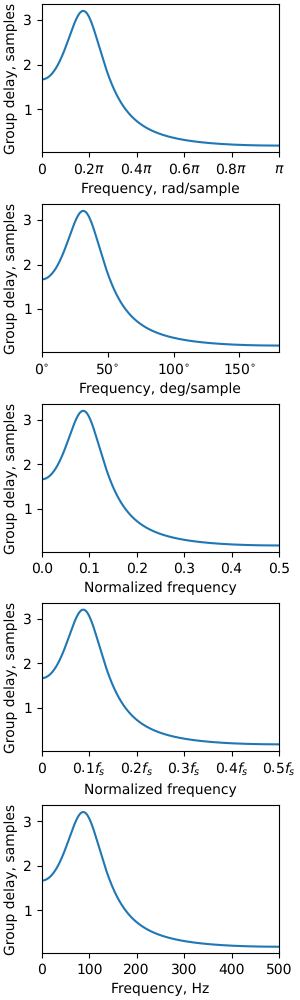 Group delay, samples
3
2
1
0 0.2π 0.4π 0.6π 0.8π π
Frequency, rad/sample
Group delay, samples
3
2
1
0° 50° 100° 150°
Frequency, deg/sample
Group delay, samples
3
2
1
0.0 0.1 0.2 0.3 0.4 0.5
Normalized frequency
Group delay, samples
3
2
1
0 0.1fₛ 0.2fₛ 0.3fₛ 0.4fₛ 0.5fₛ
Normalized frequency
Group delay, samples
3
2
1
0 100 200 300 400 500
Frequency, Hz